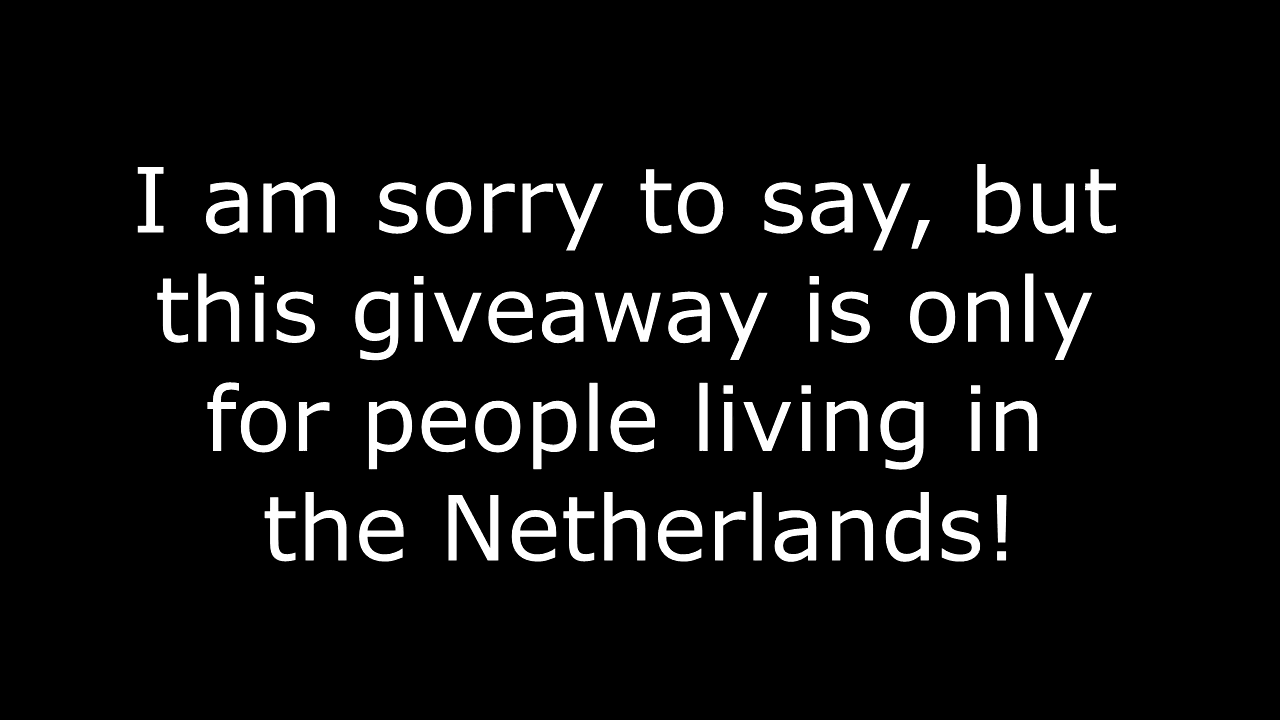 I am sorry to say, but
this giveaway is only
for people living in
the Netherlands!